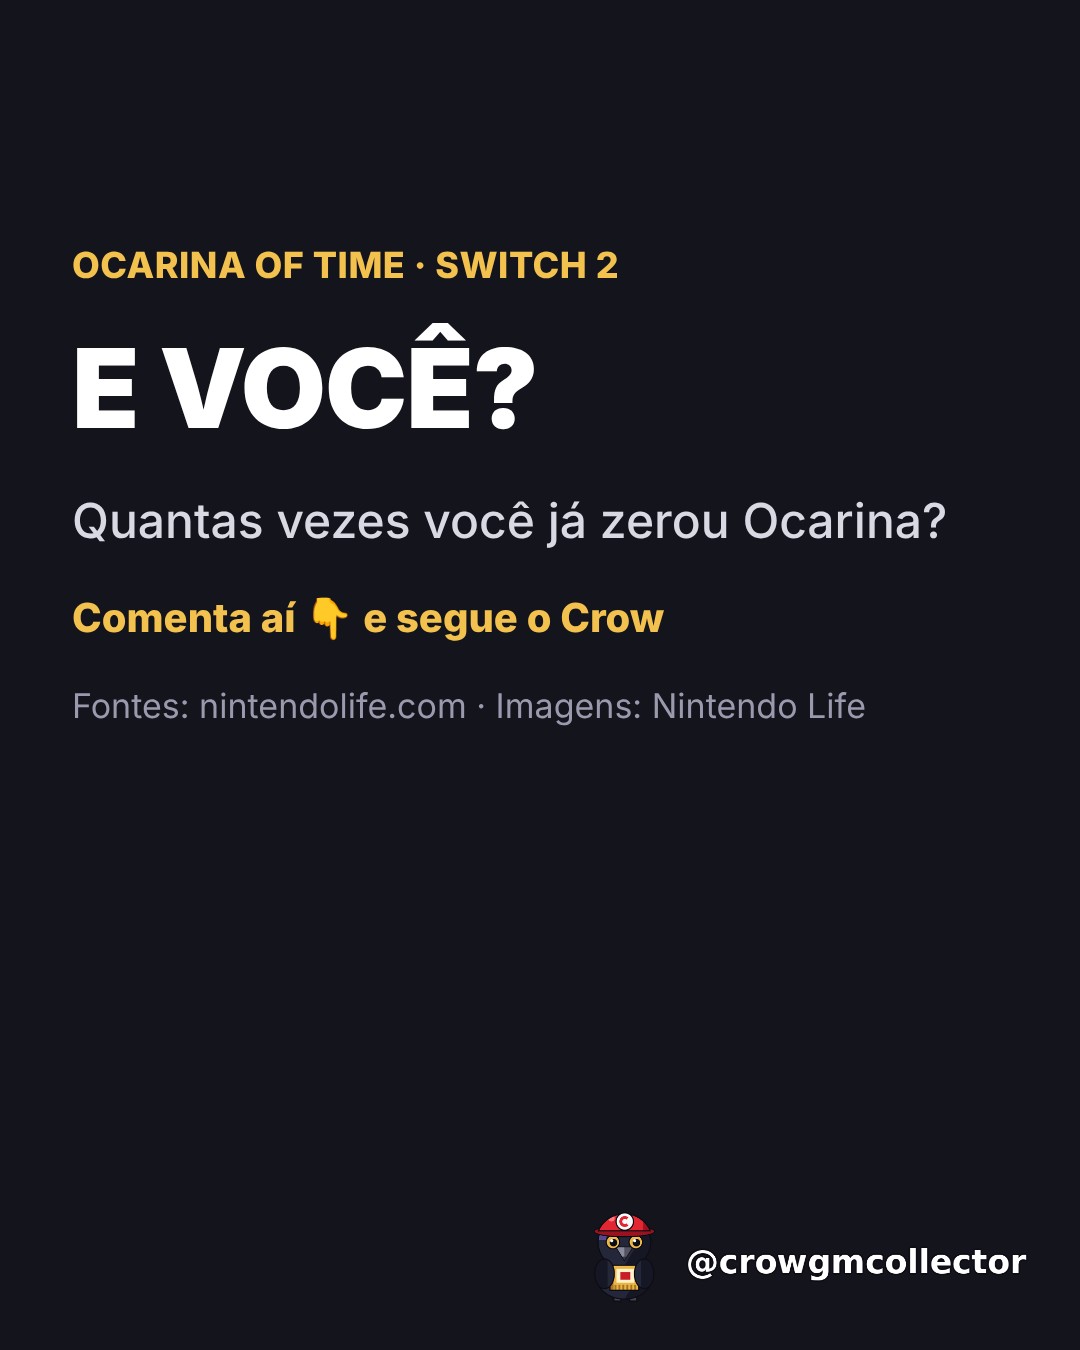 OCARINA OF TIME · SWITCH 2
E VOCÊ?
Quantas vezes você já zerou Ocarina?
Comenta aí 👇 e segue o Crow
Fontes: nintendolife.com · Imagens: Nintendo Life
C
@crowgmcollector